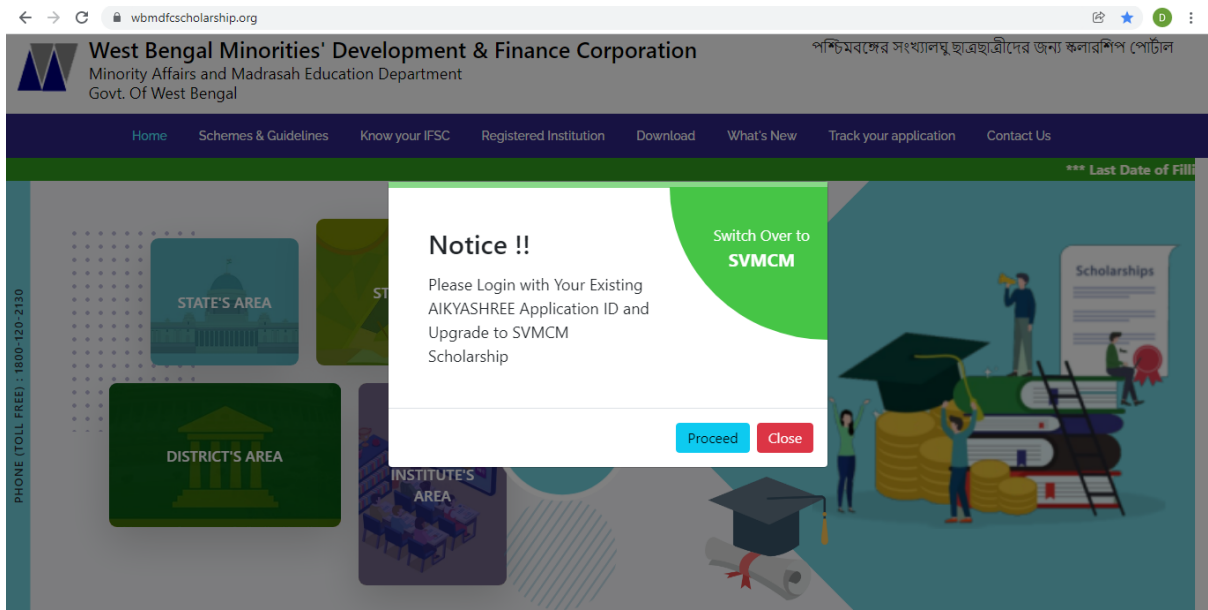 wbmdfcscholarship.org
D
West Bengal Minorities' Development & Finance Corporation
Minority Affairs and Madrasah Education Department
Govt. Of West Bengal
পশ্চিমবঙ্গের সংখ্যালঘু ছাত্রছাত্রীদের জন্য স্কলারশিপ পোর্টাল
Home Schemes & Guidelines Know your IFSC Registered Institution Download What's New Track your application Contact Us
*** Last Date of Filli
PHONE (TOLL FREE) : 1800-120-2130
STATE'S AREA
ST
DISTRICT'S AREA
INSTITUTE'S
AREA
Notice !!
Please Login with Your Existing
AIKYASHREE Application ID and
Upgrade to SVMCM
Scholarship
Switch Over to
SVMCM
Proceed Close
Scholarships